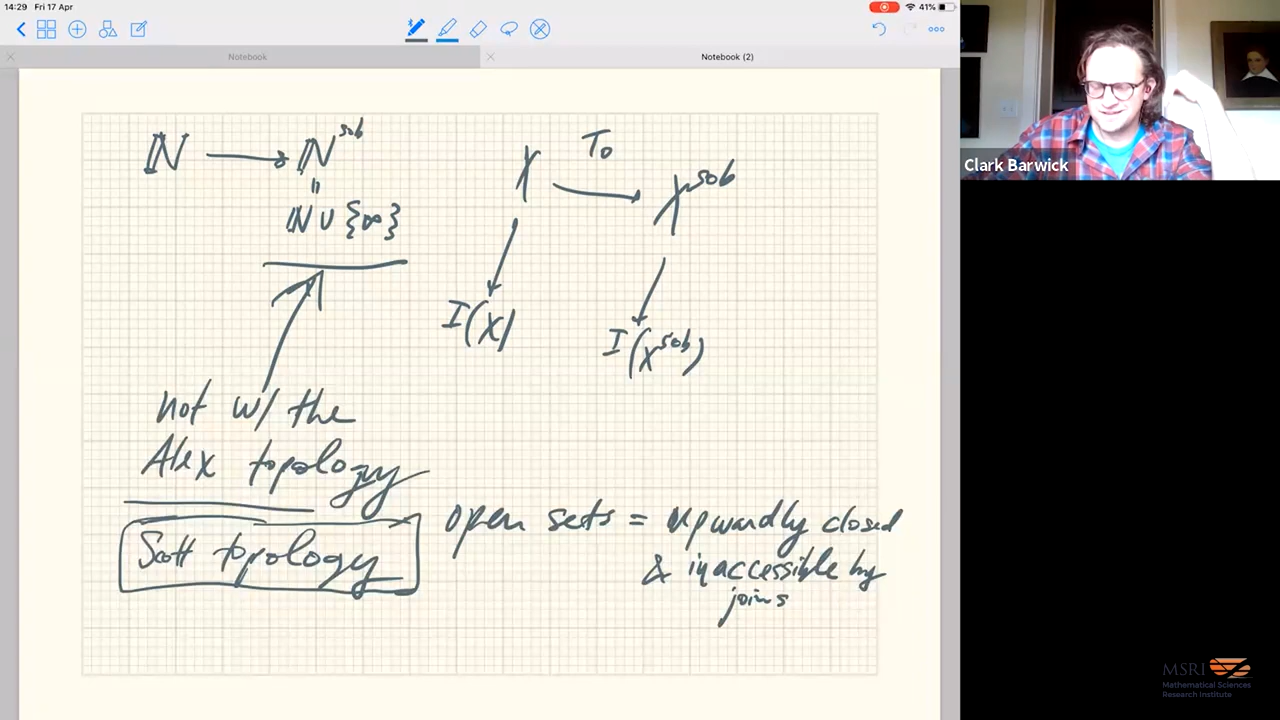 14:29 Fri 17 Apr
41%
Notebook
Notebook (2)
ℕ → ℕ^sob
=
ℕ ∪ {∞}
X T₀ → X^sob
I(X)
I(X^sob)
not w/ the
Alex topology
Scott topology
open sets = upwardly closed
& inaccessible by
joins
Clark Barwick
MSRI
Mathematical Sciences
Research Institute